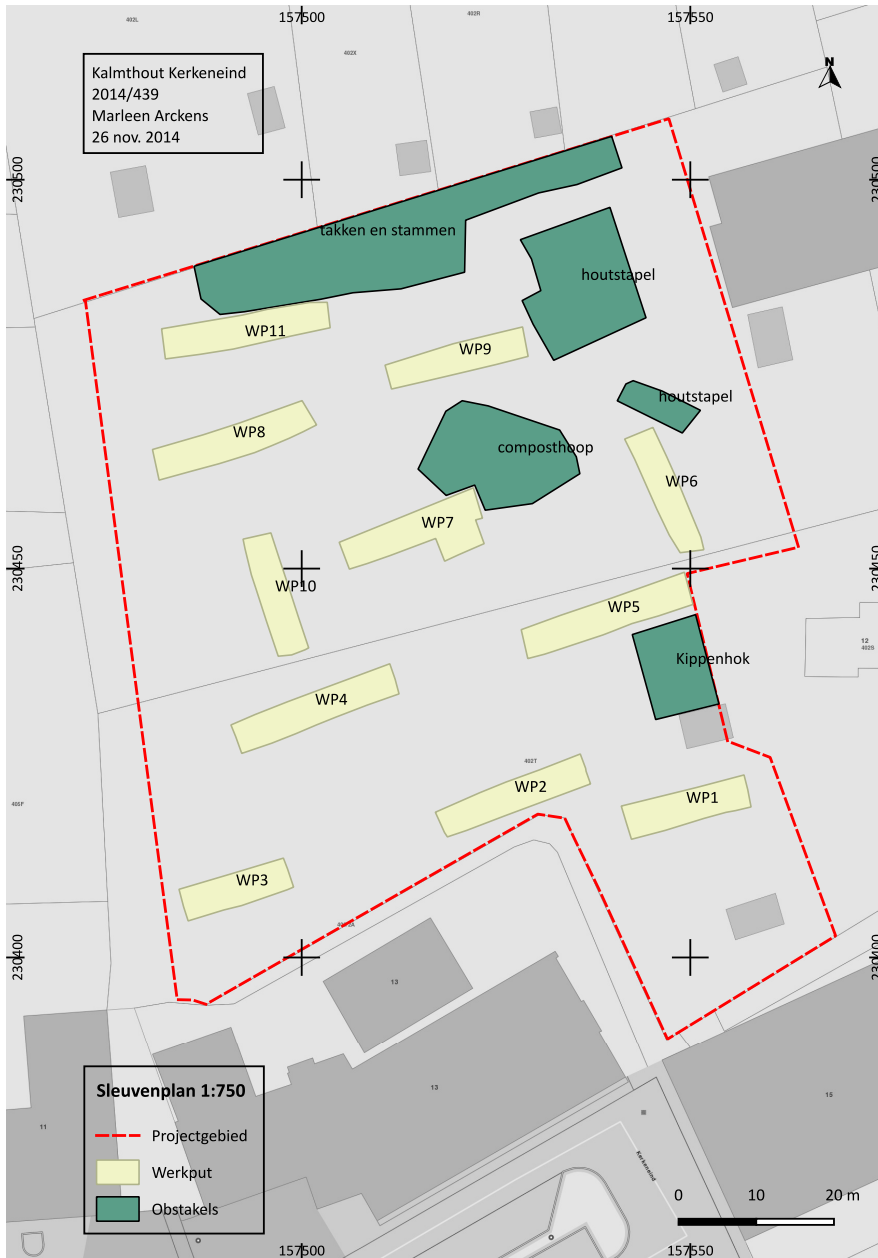 157500
157550
402L
402R
402X
N
Kalmthout Kerkeneind
2014/439
Marleen Arckens
26 nov. 2014
230500
230500
takken en stammen
houtstapel
WP11
WP9
houtstapel
WP8
composthoop
WP6
WP7
230450
230450
WP10
WP5
12
402S
Kippenhok
WP4
402T
WP2
WP1
405F
WP3
230400
230400
13
13
Sleuvenplan 1:750
Projectgebied
Werkput
Obstakels
11
15
Kerkeneind
0 10 20 m
157500
157550